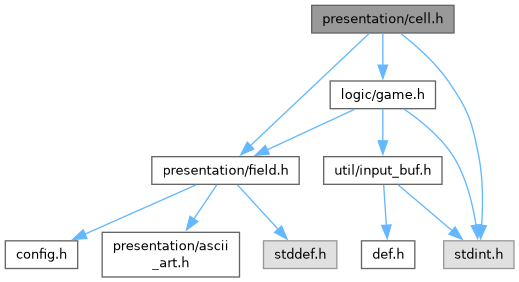 presentation/cell.h
logic/game.h
presentation/field.h
util/input_buf.h
config.h
presentation/ascii
_art.h
stddef.h
def.h
stdint.h